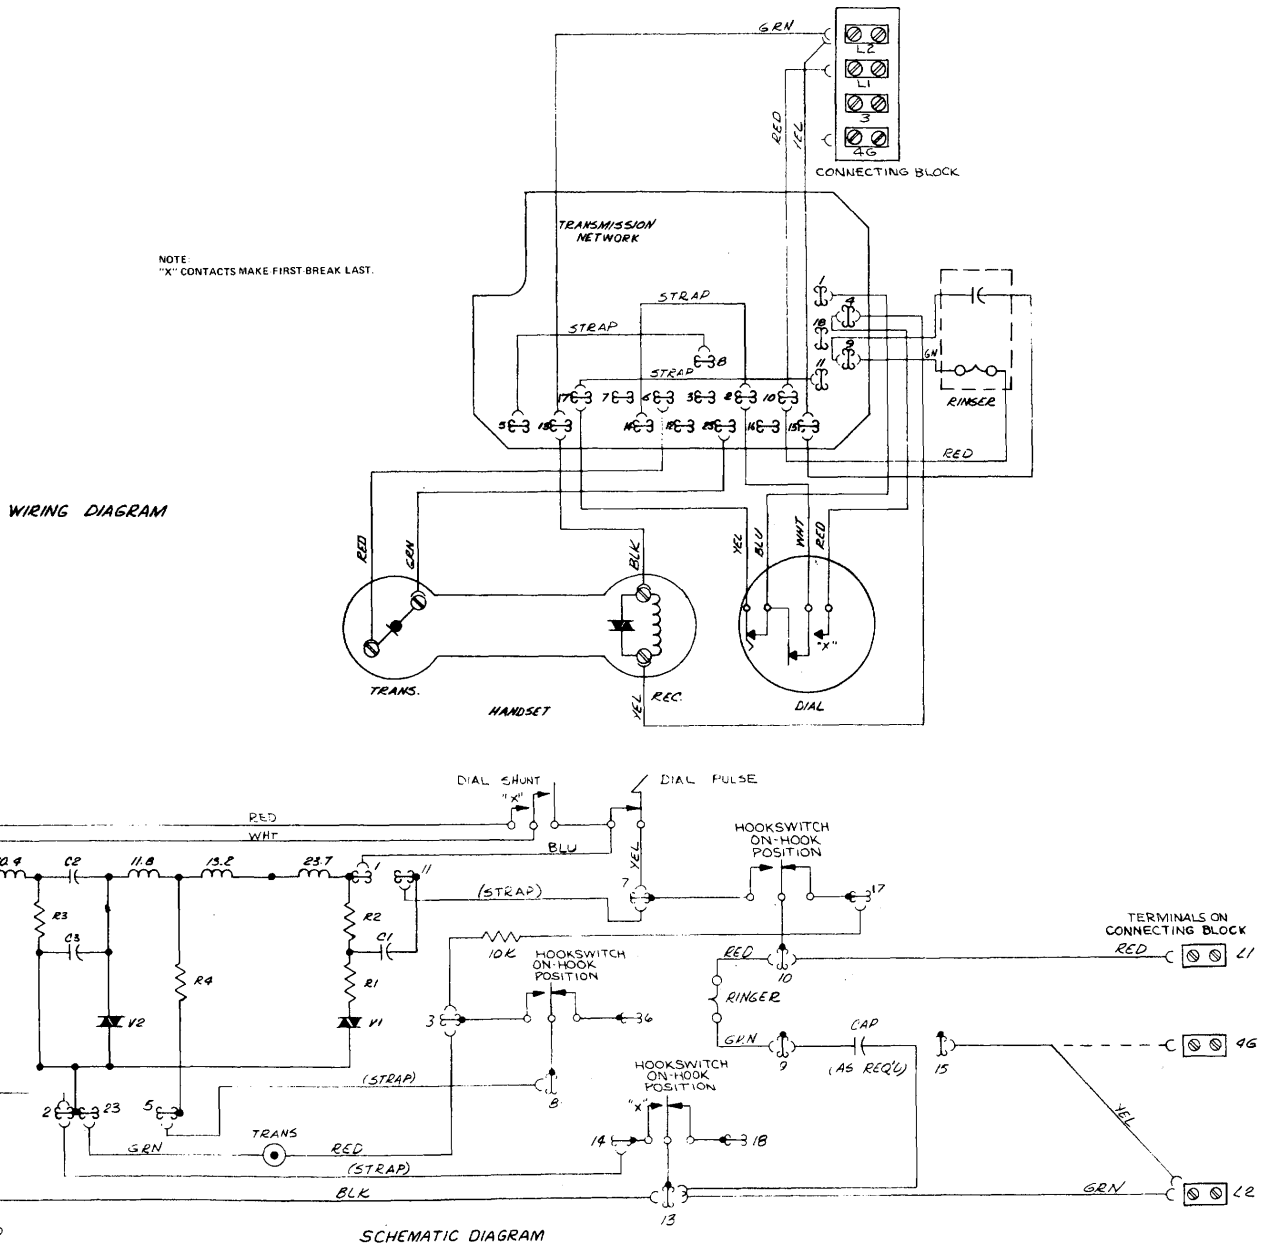 GRN
L2
L1
3
4G
RED
YEL
CONNECTING BLOCK
TRANSMISSION
NETWORK
NOTE:
"X" CONTACTS MAKE FIRST-BREAK LAST.
STRAP
STRAP
STRAP
1
4
18
9
11
8
GN
RINGER
17
7
6
3
2
10
5
13
14
12
23
16
15
RED
WIRING DIAGRAM
RED
GRN
BLK
YEL
BLU
WHT
RED
"X"
TRANS.
HANDSET
YEL
REC.
DIAL
DIAL SHUNT
"X"
DIAL PULSE
RED
WHT
BLU
YEL
HOOKSWITCH
ON-HOOK
POSITION
C2
11.8
15.2
23.7
1
11
(STRAP)
7
17
R3
C3
R2
C1
10K
HOOKSWITCH
ON-HOOK
POSITION
RED
10
RED
TERMINALS ON
CONNECTING BLOCK
L1
R4
R1
RINGER
V2
V1
3
36
GRN
9
CAP
(AS REQ'D)
15
4G
(STRAP)
8
HOOKSWITCH
ON-HOOK
POSITION
"X"
YEL
2
23
5
TRANS
GRN
RED
14
18
(STRAP)
BLK
13
GRN
L2
SCHEMATIC DIAGRAM